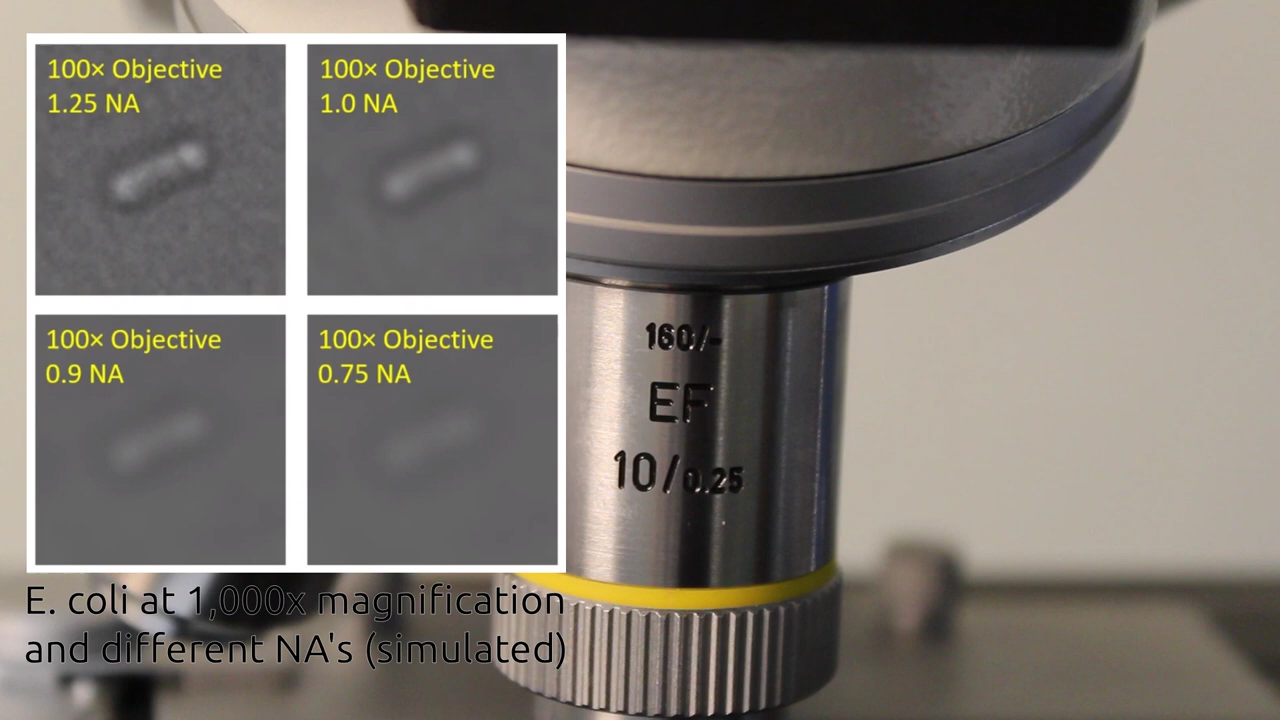 100× Objective
1.25 NA
100× Objective
1.0 NA
100× Objective
0.9 NA
100× Objective
0.75 NA
E. coli at 1,000x magnification
and different NA's (simulated)
160/-
EF
10/0.25